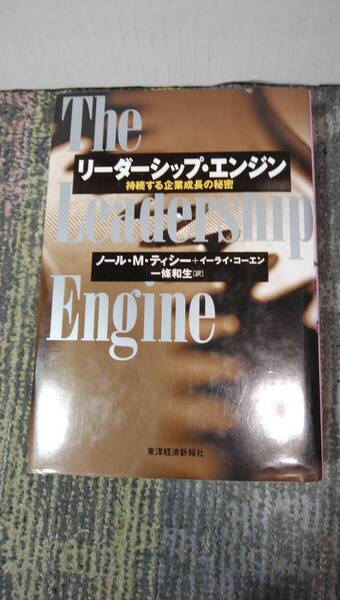 The
リーダーシップ・エンジン
持続する企業成長の秘密
Leadership
ノール・M・ティシー+イーライ・コーエン
一條和生[訳]
Engine
東洋経済新報社